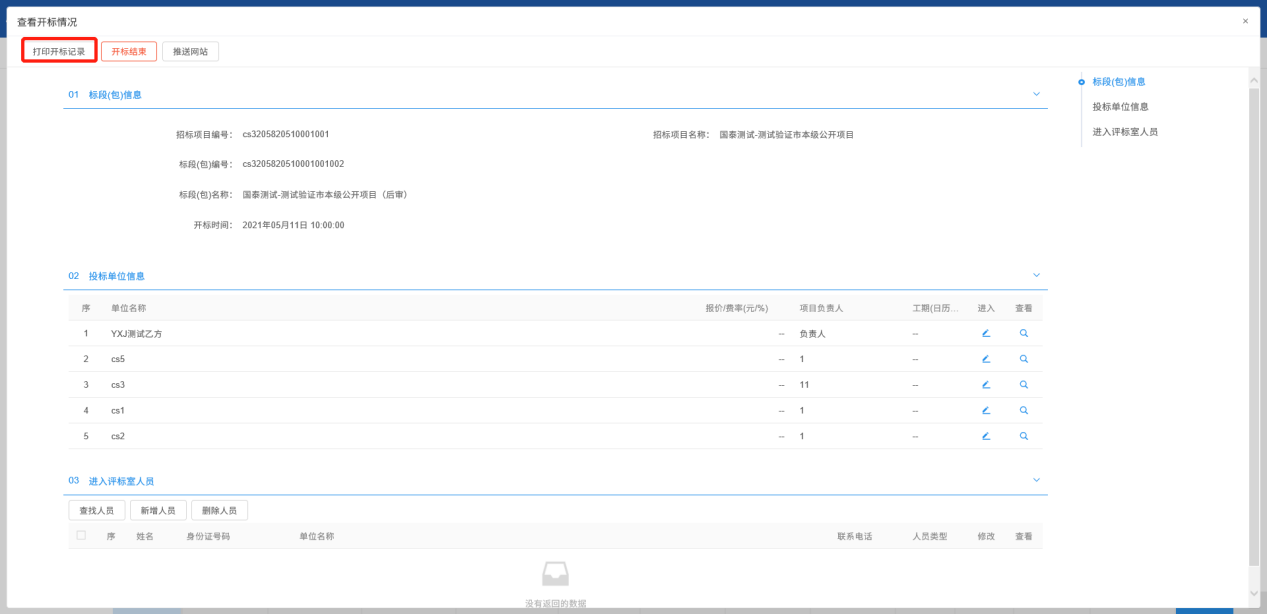 查看开标情况
×
打印开标记录 开标结束 推送网站
01 标段(包)信息
标段(包)信息
投标单位信息
进入评标室人员
招标项目编号： cs3205820510001001 招标项目名称： 国泰测试-测试验证市本级公开项目
标段(包)编号： cs3205820510001001002
标段(包)名称： 国泰测试-测试验证市本级公开项目（后审）
开标时间： 2021年05月11日 10:00:00
02 投标单位信息
序 单位名称 报价/费率(元/%) 项目负责人 工期(日历... 进入 查看
1 YXJ测试乙方 -- 负责人 --
2 cs5 -- 1 --
3 cs3 -- 11 --
4 cs1 -- 1 --
5 cs2 -- 1 --
03 进入评标室人员
查找人员 新增人员 删除人员
序 姓名 身份证号码 单位名称 联系电话 人员类型 修改 查看
没有返回的数据